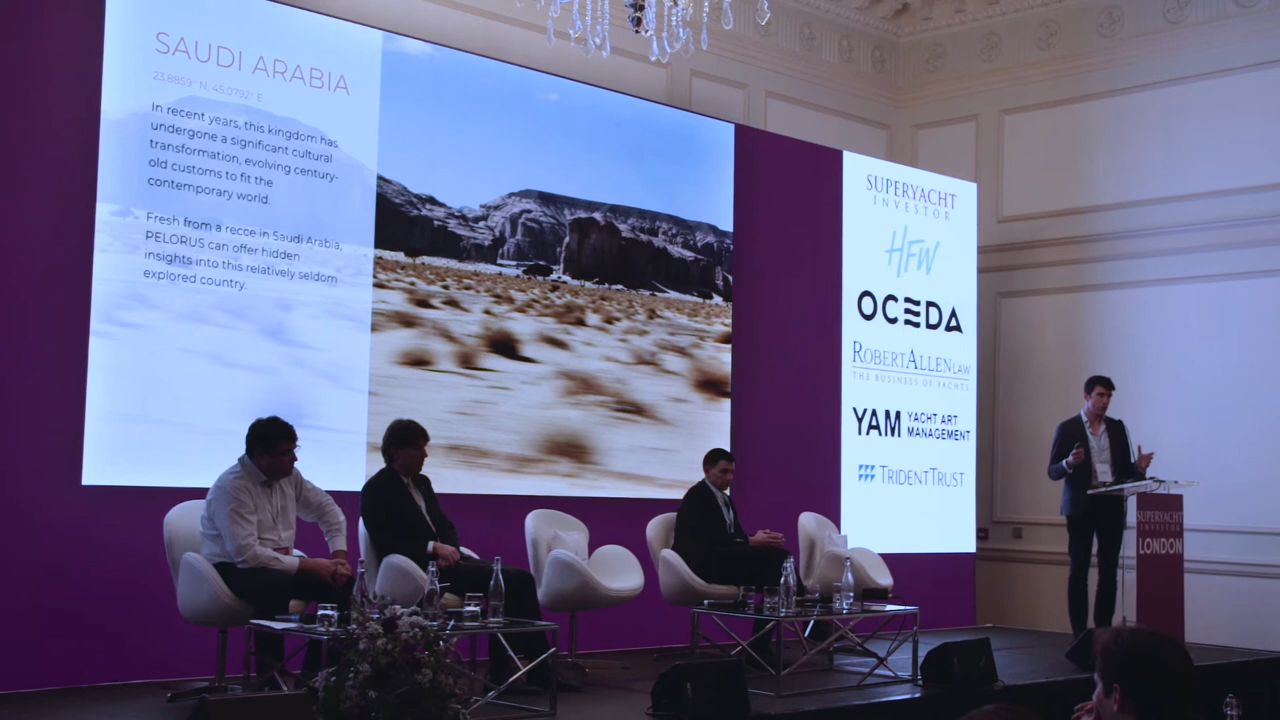 SAUDI ARABIA
23.8859° N, 45.0792° E
In recent years, this kingdom has
undergone a significant cultural
transformation, evolving century-
old customs to fit the
contemporary world.
Fresh from a recce in Saudi Arabia,
PELORUS can offer hidden
insights into this relatively seldom
explored country.
SUPERYACHT
INVESTOR
HFW
OCEDA
ROBERTALLENLAW
THE BUSINESS OF YACHTS
YAM YACHT ART
MANAGEMENT
TRIDENTTRUST
SUPERYACHT
INVESTOR
LONDON